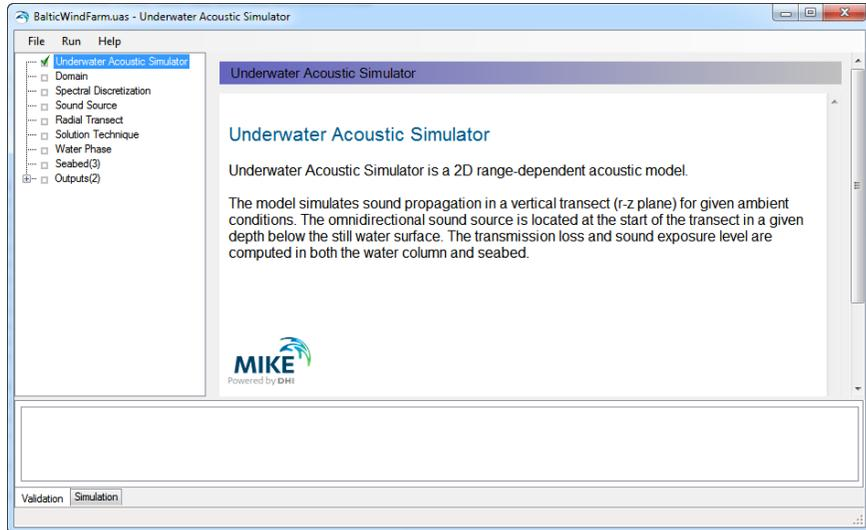 BalticWindFarm.uas - Underwater Acoustic Simulator
File Run Help
Underwater Acoustic Simulator
Domain
Spectral Discretization
Sound Source
Radial Transect
Solution Technique
Water Phase
Seabed(3)
Outputs(2)
Underwater Acoustic Simulator
Underwater Acoustic Simulator
Underwater Acoustic Simulator is a 2D range-dependent acoustic model.
The model simulates sound propagation in a vertical transect (r-z plane) for given ambient
conditions. The omnidirectional sound source is located at the start of the transect in a given
depth below the still water surface. The transmission loss and sound exposure level are
computed in both the water column and seabed.
MIKE
Powered by DHI
Validation Simulation